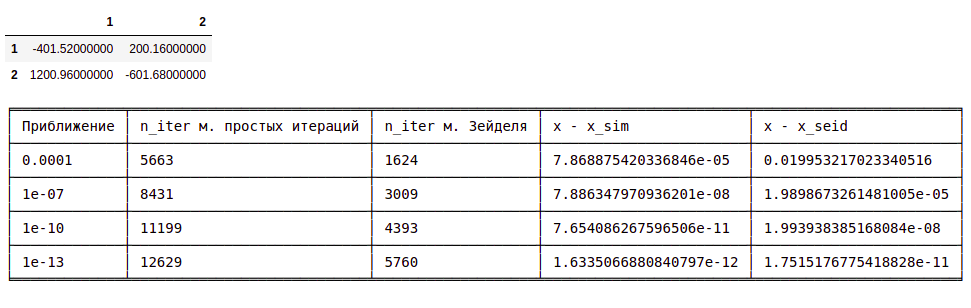 1 2
1 -401.52000000 200.16000000
2 1200.96000000 -601.68000000
Приближение n_iter м. простых итераций n_iter м. Зейделя x - x_sim x - x_seid
0.0001 5663 1624 7.868875420336846e-05 0.019953217023340516
1e-07 8431 3009 7.886347970936201e-08 1.9898673261481005e-05
1e-10 11199 4393 7.654086267596506e-11 1.993938385168084e-08
1e-13 12629 5760 1.6335066880840797e-12 1.7515176775418828e-11